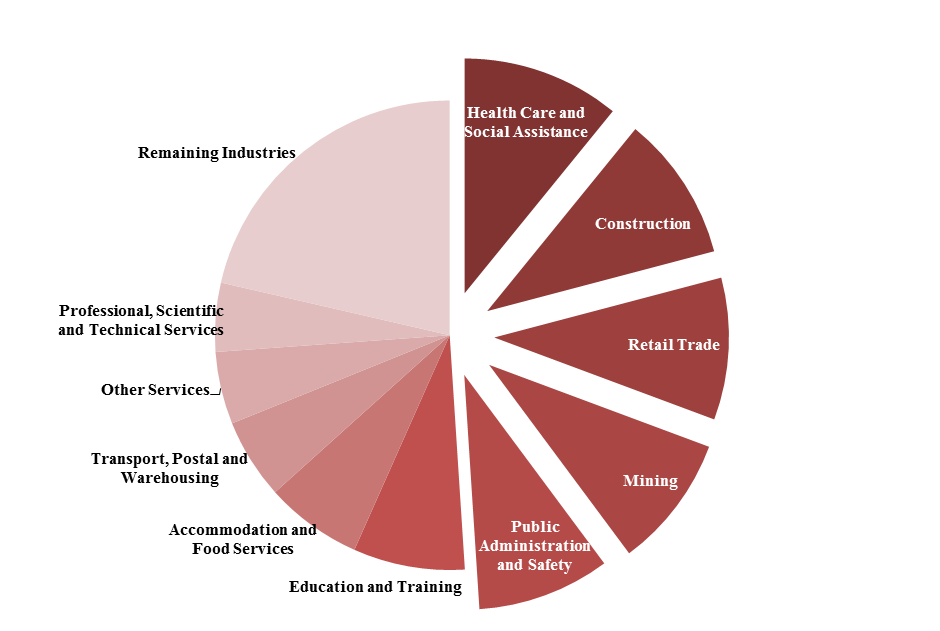 Health Care and
Social Assistance
Construction
Retail Trade
Mining
Public
Administration
and Safety
Education and Training
Accommodation and
Food Services
Transport, Postal and
Warehousing
Other Services
Professional, Scientific
and Technical Services
Remaining Industries